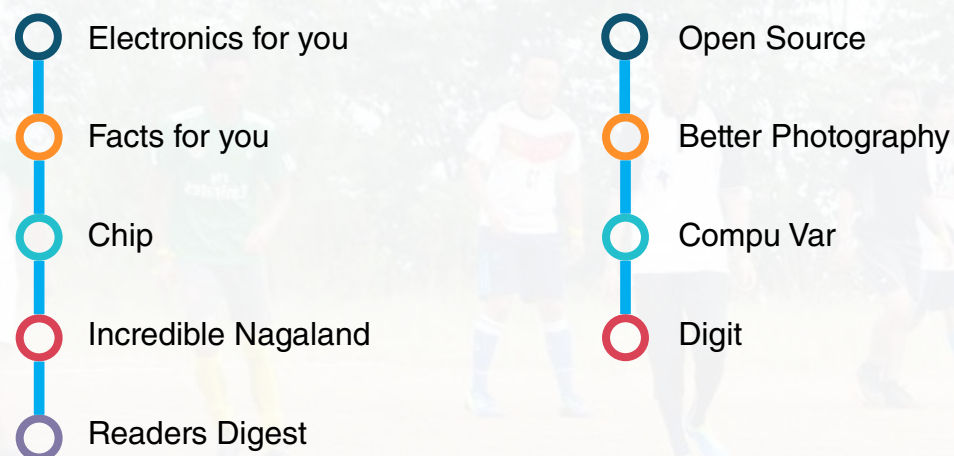 Electronics for you
Facts for you
Chip
Incredible Nagaland
Readers Digest
Open Source
Better Photography
Compu Var
Digit